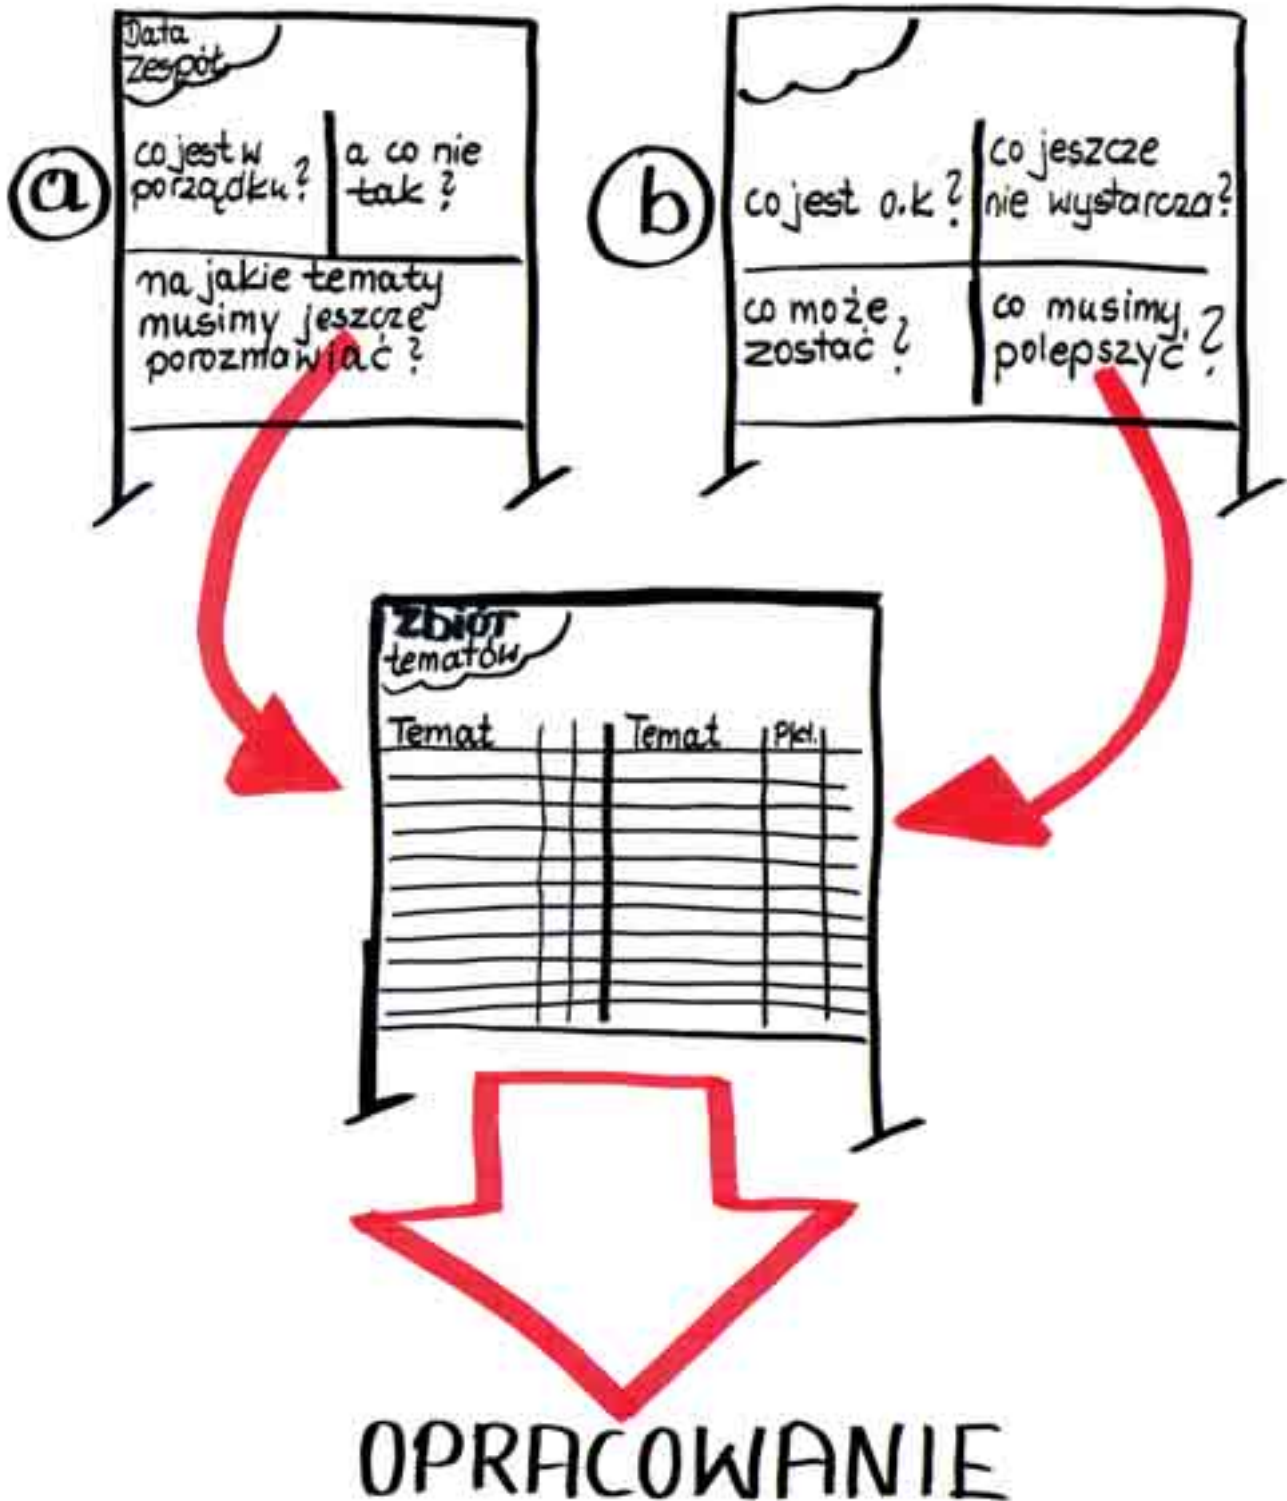 Data
Zespół
a
co jest w
porządku?
a co nie
tak?
na jakie tematy
musimy jeszcze
porozmawiać?
b
co jest o.k?
co jeszcze
nie wystarcza?
co może
zostać?
co musimy
polepszyć?
Zbiór
tematów
Temat
Temat
Pkt.
OPRACOWANIE